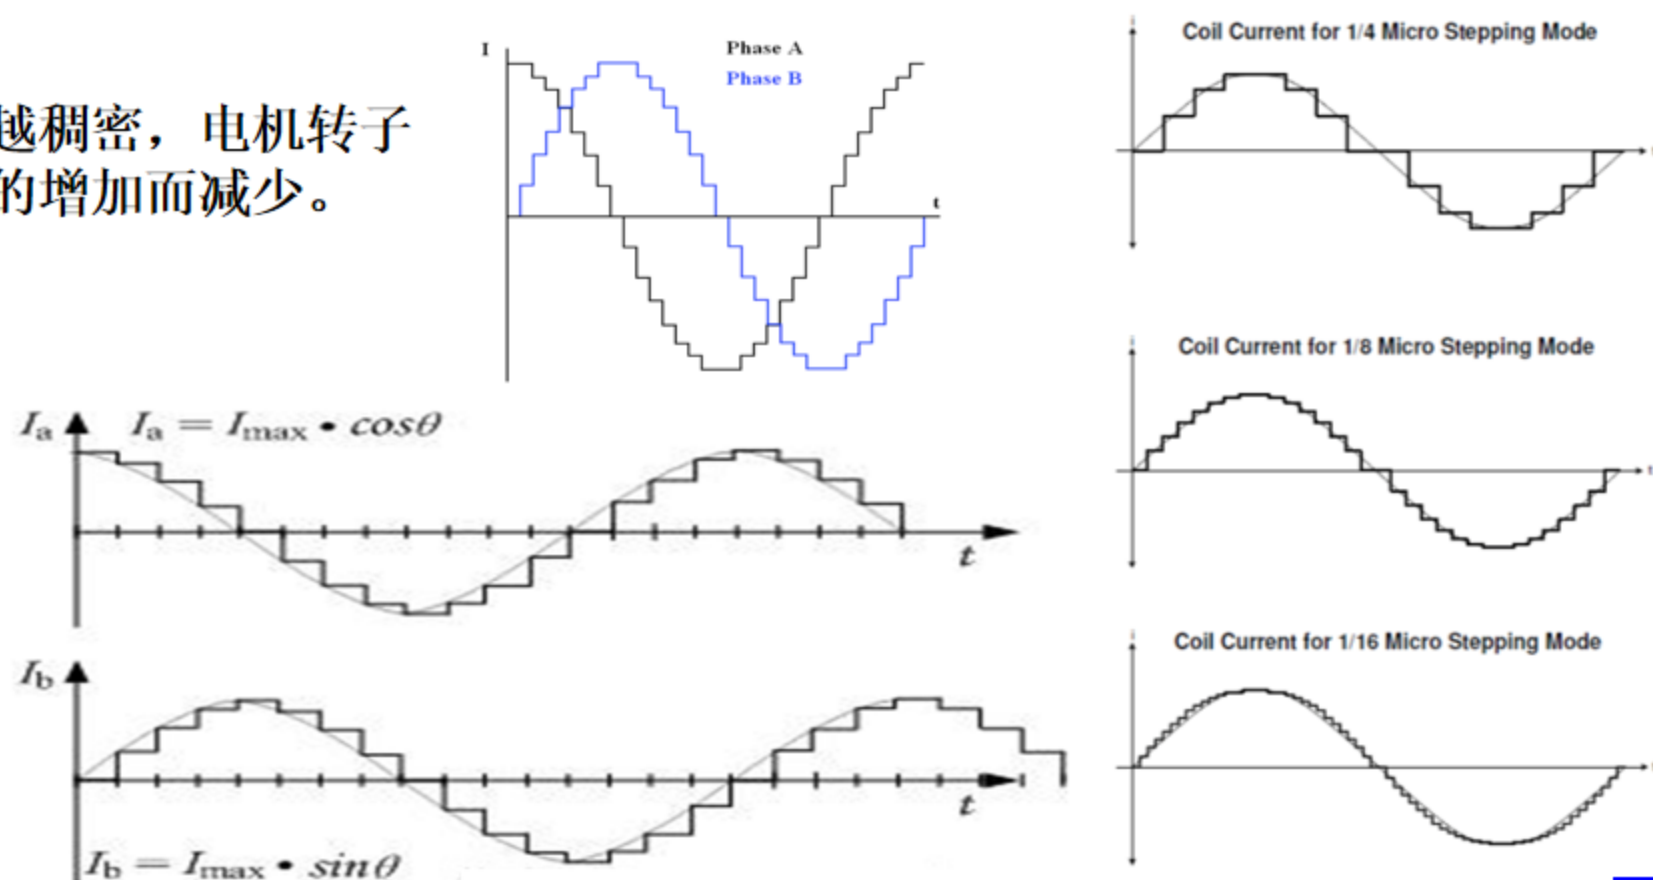 越稠密，电机转子
的增加而减少。
I
Phase A
Phase B
t
Coil Current for 1/4 Micro Stepping Mode
Coil Current for 1/8 Micro Stepping Mode
t
Coil Current for 1/16 Micro Stepping Mode
Ia
Ia = Imax • cosθ
t
Ib
t
Ib = Imax • sinθ